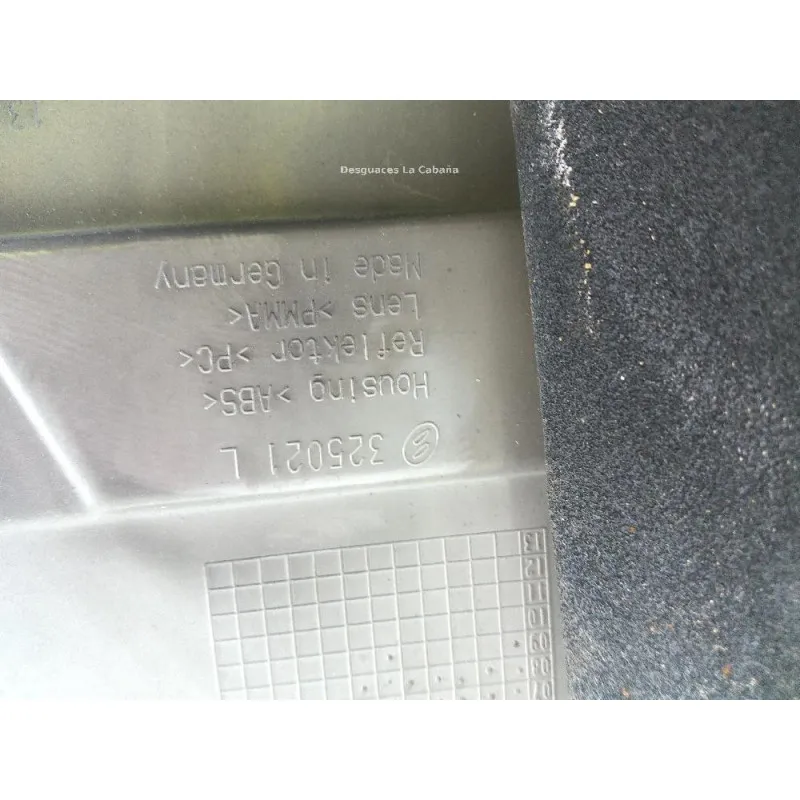 Desguaces La Cabaña
325021 L
Housing >ABS<
Reflektor >PC<
Lens >PMMA<
Made in Germany
13
12
11
10
09
08
07